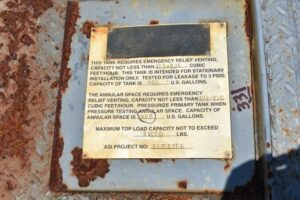 THIS TANK REQUIRES EMERGENCY RELIEF VENTING,
CAPACITY NOT LESS THAN CUBIC
FEET/HOUR. THIS TANK IS INTENDED FOR STATIONARY
INSTALLATION ONLY. TESTED FOR LEAKAGE TO 3 PSIG.
CAPACITY OF TANK IS U.S. GALLONS.
THE ANNULAR SPACE REQUIRES EMERGENCY
RELIEF VENTING, CAPACITY NOT LESS THAN
CUBIC FEET/HOUR. PRESSURIZE PRIMARY TANK WHEN
PRESSURE TESTING ANNULAR SPACE. CAPACITY OF
ANNULAR SPACE IS U.S. GALLONS.
MAXIMUM TOP LOAD CAPACITY NOT TO EXCEED
LBS.
ASI PROJECT NO.
331